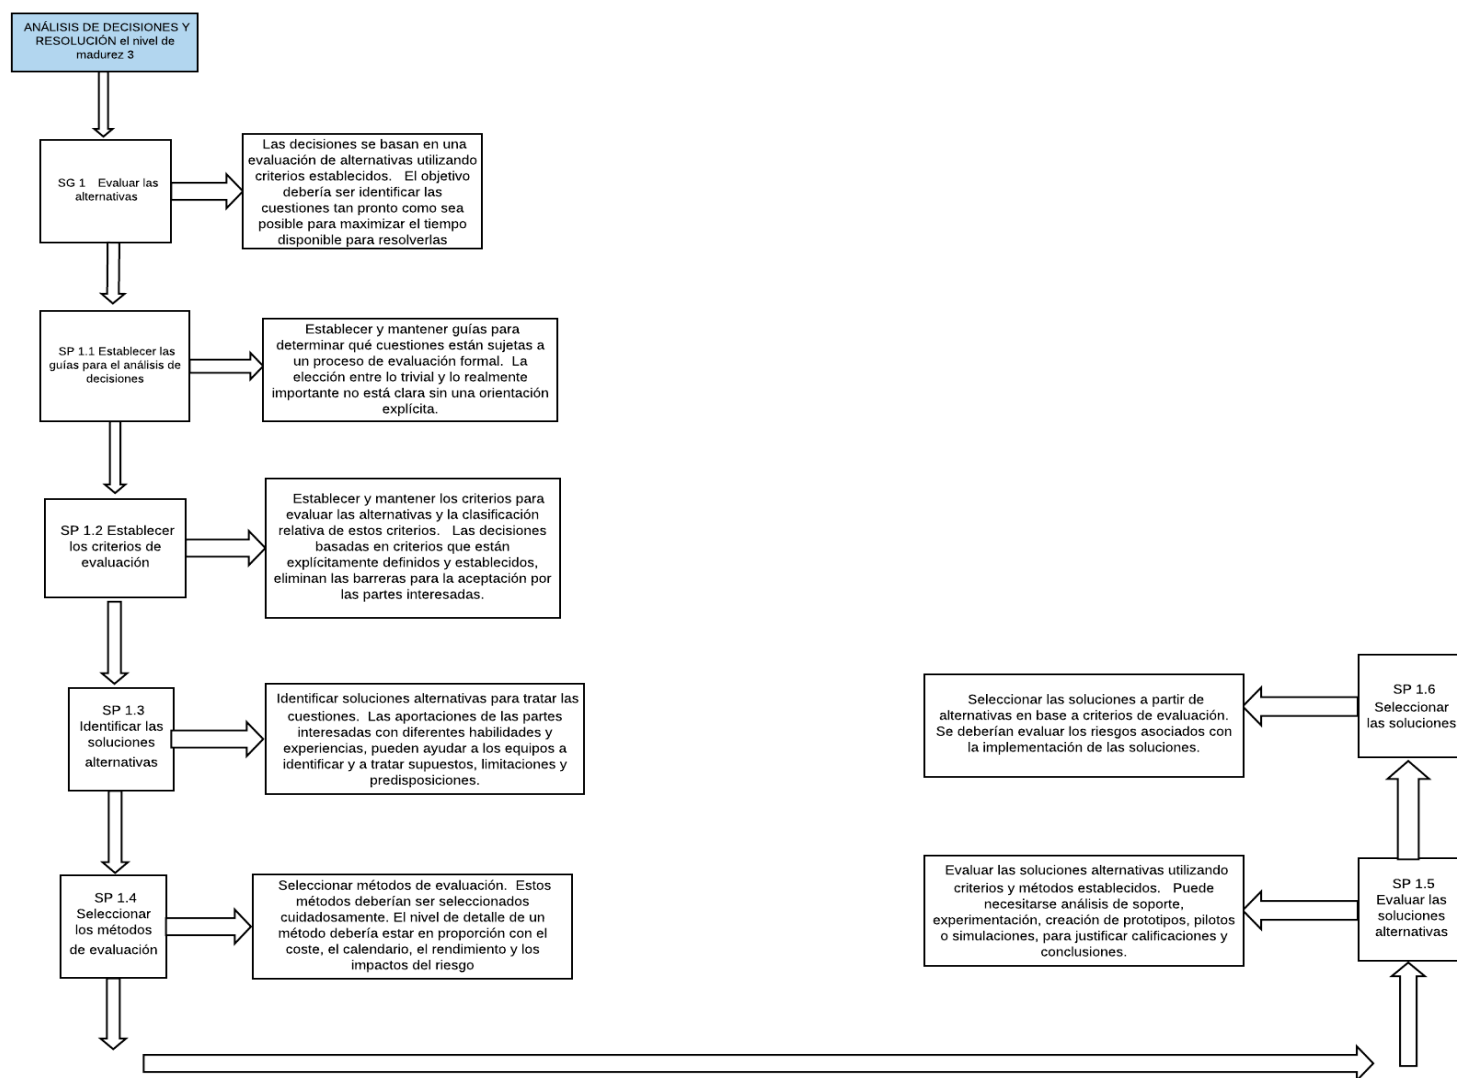 ANÁLISIS DE DECISIONES Y
RESOLUCIÓN el nivel de
madurez 3
SG 1 Evaluar las
alternativas
Las decisiones se basan en una
evaluación de alternativas utilizando
criterios establecidos. El objetivo
debería ser identificar las
cuestiones tan pronto como sea
posible para maximizar el tiempo
disponible para resolverlas
SP 1.1 Establecer las
guías para el análisis de
decisiones
Establecer y mantener guías para
determinar qué cuestiones están sujetas a
un proceso de evaluación formal. La
elección entre lo trivial y lo realmente
importante no está clara sin una orientación
explícita.
SP 1.2 Establecer
los criterios de
evaluación
Establecer y mantener los criterios para
evaluar las alternativas y la clasificación
relativa de estos criterios. Las decisiones
basadas en criterios que están
explícitamente definidos y establecidos,
eliminan las barreras para la aceptación por
las partes interesadas.
SP 1.3
Identificar las
soluciones
alternativas
Identificar soluciones alternativas para tratar las
cuestiones. Las aportaciones de las partes
interesadas con diferentes habilidades y
experiencias, pueden ayudar a los equipos a
identificar y a tratar supuestos, limitaciones y
predisposiciones.
SP 1.4
Seleccionar
los métodos
de evaluación
Seleccionar métodos de evaluación. Estos
métodos deberían ser seleccionados
cuidadosamente. El nivel de detalle de un
método debería estar en proporción con el
coste, el calendario, el rendimiento y los
impactos del riesgo
SP 1.5
Evaluar las
soluciones
alternativas
Evaluar las soluciones alternativas utilizando
criterios y métodos establecidos. Puede
necesitarse análisis de soporte,
experimentación, creación de prototipos, pilotos
o simulaciones, para justificar calificaciones y
conclusiones.
SP 1.6
Seleccionar
las soluciones
Seleccionar las soluciones a partir de
alternativas en base a criterios de evaluación.
Se deberían evaluar los riesgos asociados con
la implementación de las soluciones.